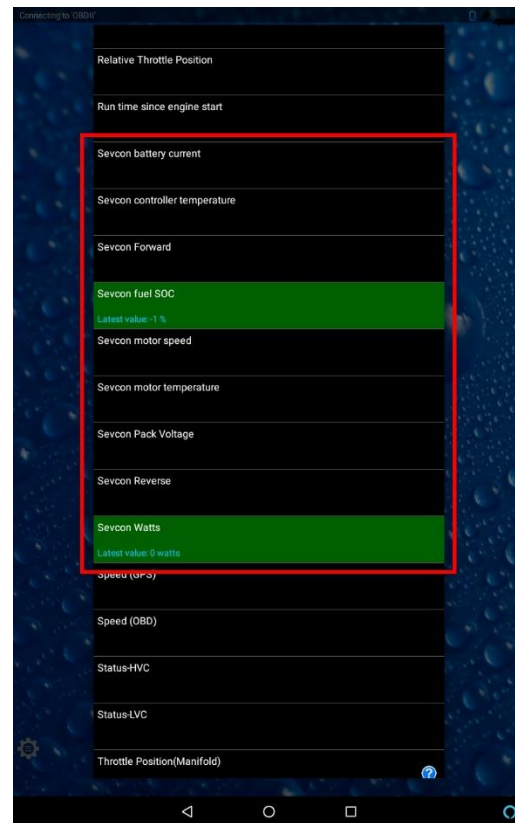 Connecting to 'OBDII'
Relative Throttle Position
Run time since engine start
Sevcon battery current
Sevcon controller temperature
Sevcon Forward
Sevcon fuel SOC
Latest value: -1 %
Sevcon motor speed
Sevcon motor temperature
Sevcon Pack Voltage
Sevcon Reverse
Sevcon Watts
Latest value: 0 watts
Speed (GPS)
Speed (OBD)
Status-HVC
Status-LVC
Throttle Position(Manifold)
?